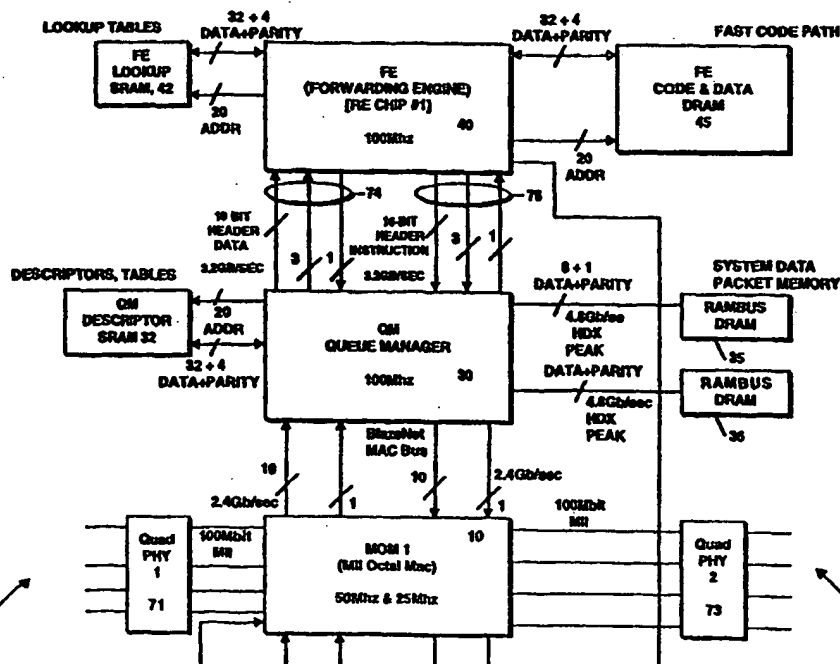 LOOKUP TABLES
32 + 4
DATA+PARITY
FE
LOOKUP
SRAM, 42
20
ADDR
FE
(FORWARDING ENGINE)
[RE CHIP #1]
40
100Mhz
32 + 4
DATA+PARITY
FAST CODE PATH
FE
CODE & DATA
DRAM
45
20
ADDR
74
76
BIT
HEADER
DATA
3
1
BIT
HEADER
INSTRUCTION
3
1
3.2GB/SEC
3.2GB/SEC
DESCRIPTORS, TABLES
QM
DESCRIPTOR
SRAM 32
20
ADDR
32 + 4
DATA+PARITY
QM
QUEUE MANAGER
30
100Mhz
8 + 1
DATA+PARITY
4.8Gb/se
HDX
PEAK
DATA+PARITY
4.8Gb/sec
HDX
PEAK
SYSTEM DATA
PACKET MEMORY
RAMBUS
DRAM
35
RAMBUS
DRAM
36
BlazeNet
MAC Bus
10
2.4Gb/sec
1
10
2.4Gb/sec
1
100Mbit
MII
Quad
PHY
1
71
100Mbit
MII
MOM 1
10
(MII Octal Mac)
50Mhz & 25Mhz
Quad
PHY
2
73